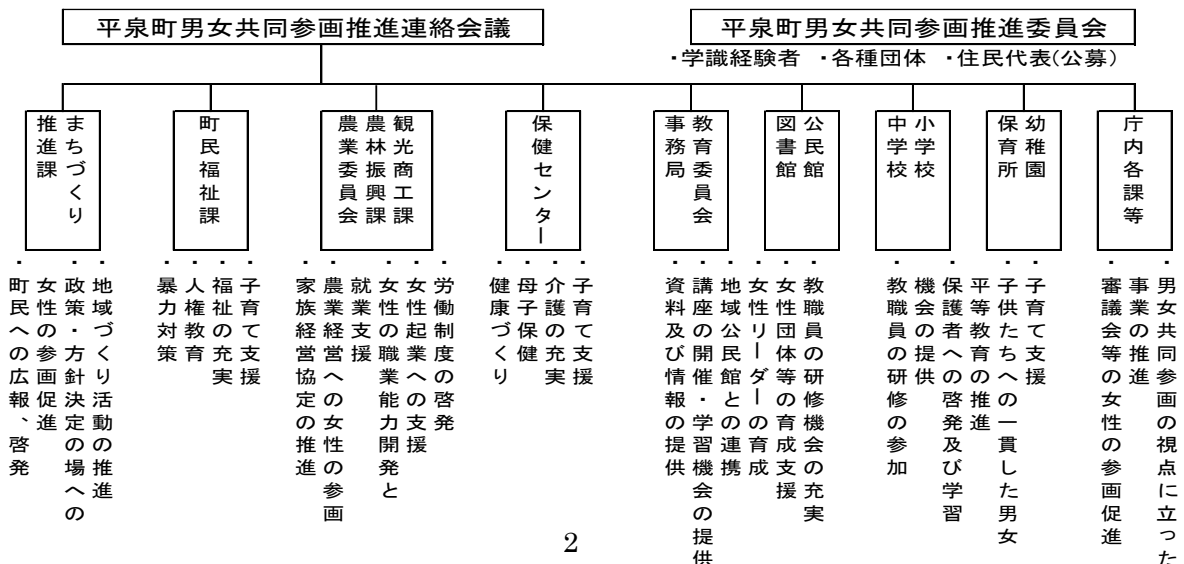 平泉町男女共同参画推進連絡会議
平泉町男女共同参画推進委員会
・学識経験者 ・各種団体 ・住民代表(公募)
まちづくり
推進課
町民福祉課
観光商工課
農林振興課
農業委員会
保健センター
教育委員会
事務局
公民館
図書館
小学校
中学校
幼稚園
保育所
庁内各課等
・地域づくり活動の推進
・政策・方針決定の場への
女性の参画促進
・町民への広報、啓発
・子育て支援
・福祉の充実
・人権教育
・暴力対策
・労働制度の啓発
・女性起業への支援
・女性の職業能力開発と
就業支援
・農業経営への女性の参画
・家族経営協定の推進
・子育て支援
・介護の充実
・母子保健
・健康づくり
・教職員の研修機会の充実
・女性団体等の育成支援
・女性リーダーの育成
・地域公民館との連携
・講座の開催・学習機会の提供
・資料及び情報の提供
・子育て支援
・子供たちへの一貫した男女
平等教育の推進
・保護者への啓発及び学習
機会の提供
・教職員の研修の参加
・男女共同参画の視点に立った
事業の推進
・審議会等の女性の参画促進
2